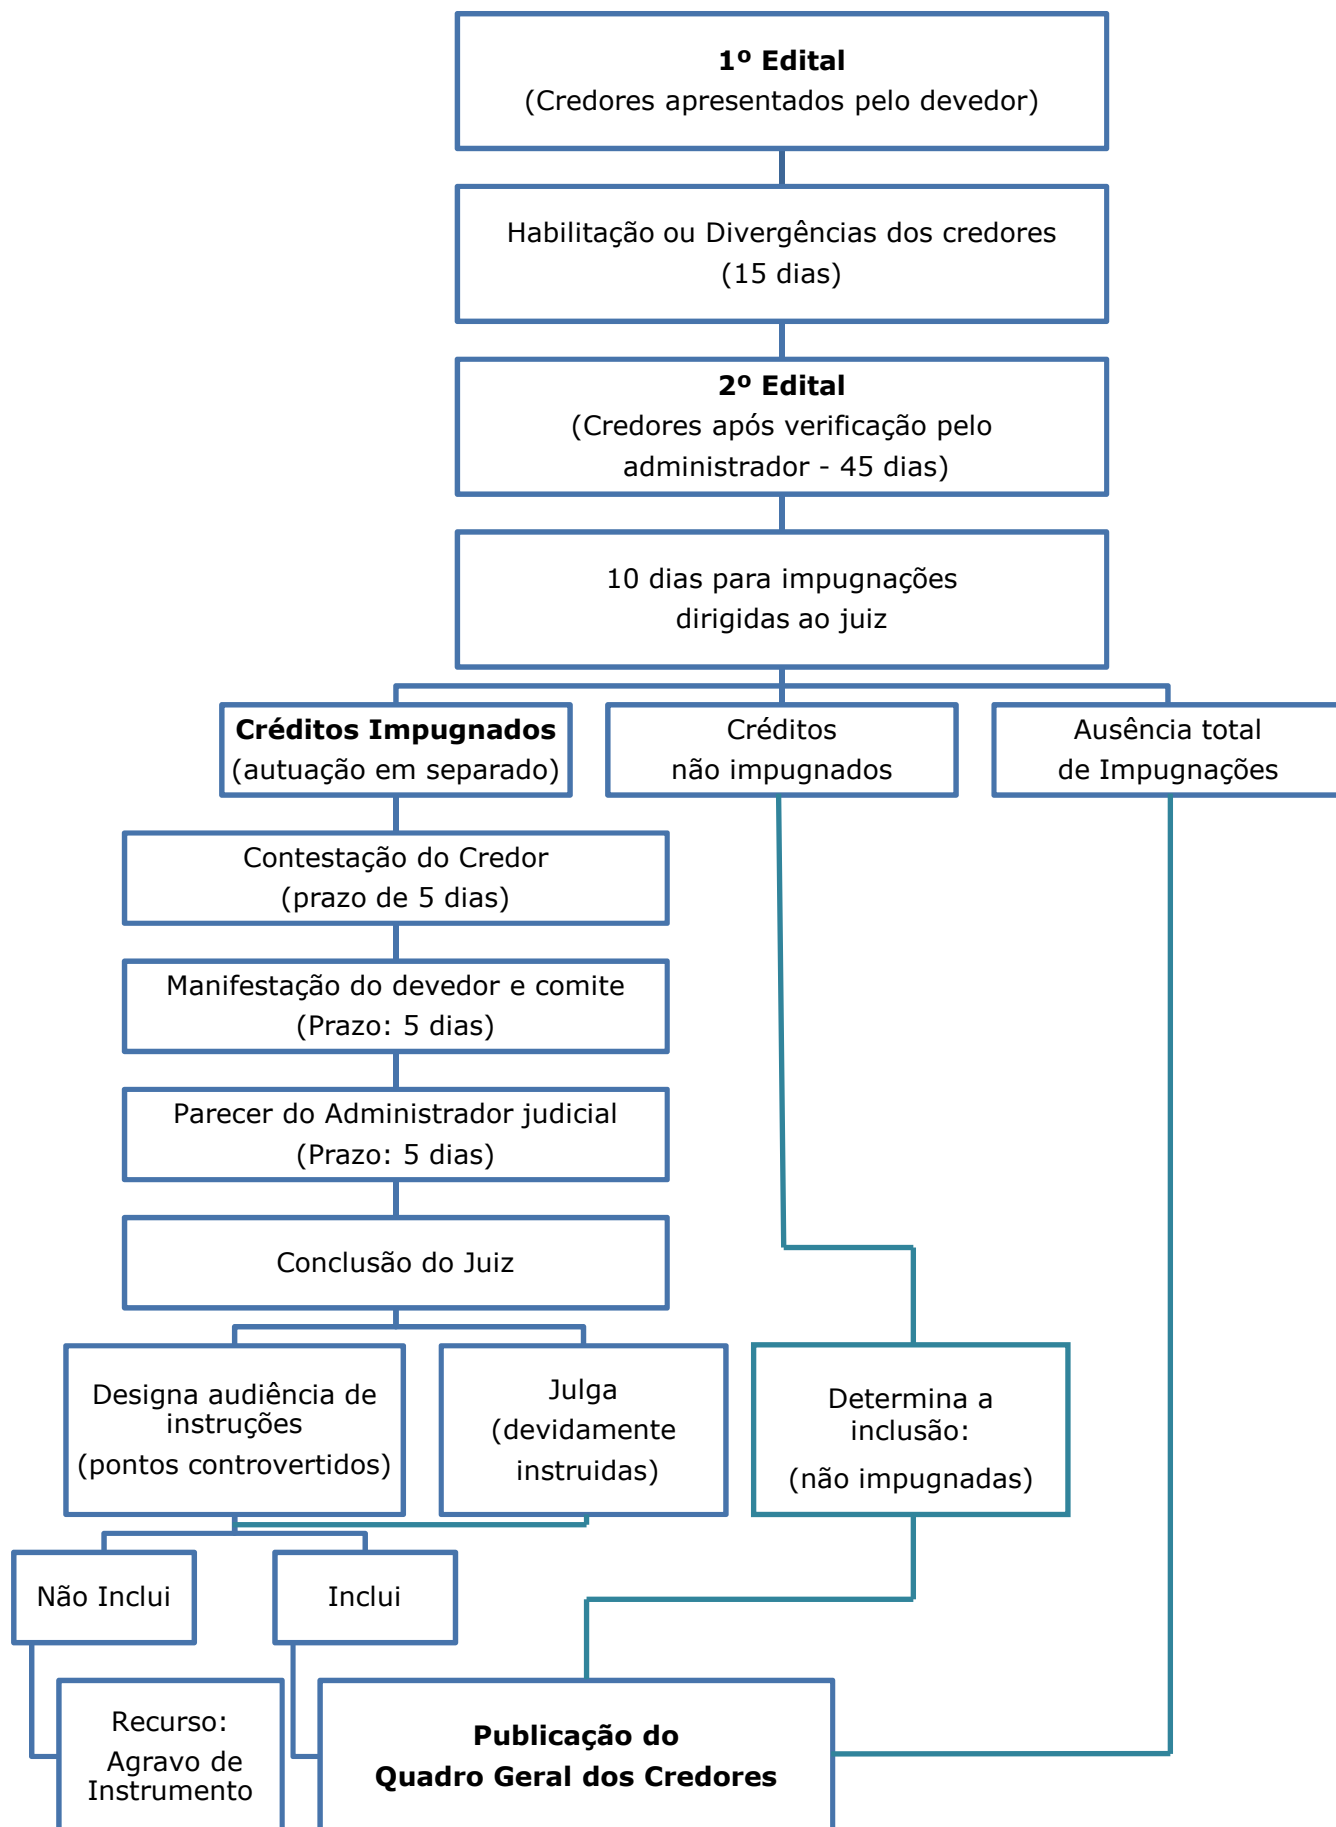 1º Edital
(Credores apresentados pelo devedor)
Habilitação ou Divergências dos credores
(15 dias)
2º Edital
(Credores após verificação pelo
administrador - 45 dias)
10 dias para impugnações
dirigidas ao juiz
Créditos Impugnados
(autuação em separado)
Créditos
não impugnados
Ausência total
de Impugnações
Contestação do Credor
(prazo de 5 dias)
Manifestação do devedor e comite
(Prazo: 5 dias)
Parecer do Administrador judicial
(Prazo: 5 dias)
Conclusão do Juiz
Designa audiência de
instruções
(pontos controvertidos)
Julga
(devidamente
instruidas)
Determina a
inclusão:
(não impugnadas)
Não Inclui
Inclui
Recurso:
Agravo de
Instrumento
Publicação do
Quadro Geral dos Credores